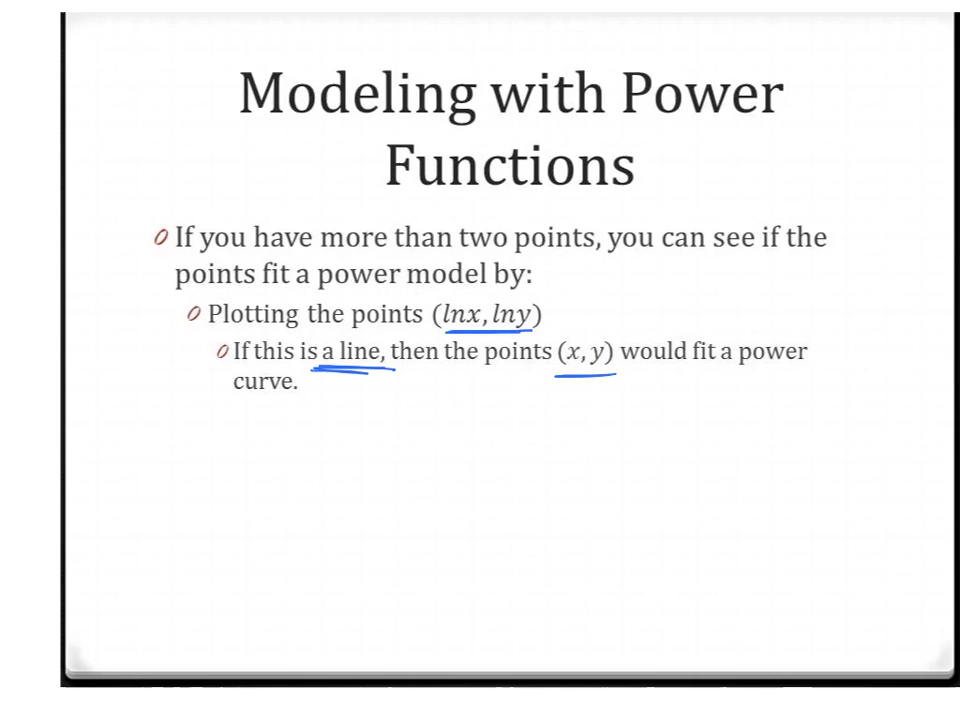 Modeling with Power
Functions
If you have more than two points, you can see if the
points fit a power model by:
Plotting the points (lnx, lny)
If this is a line, then the points (x, y) would fit a power
curve.